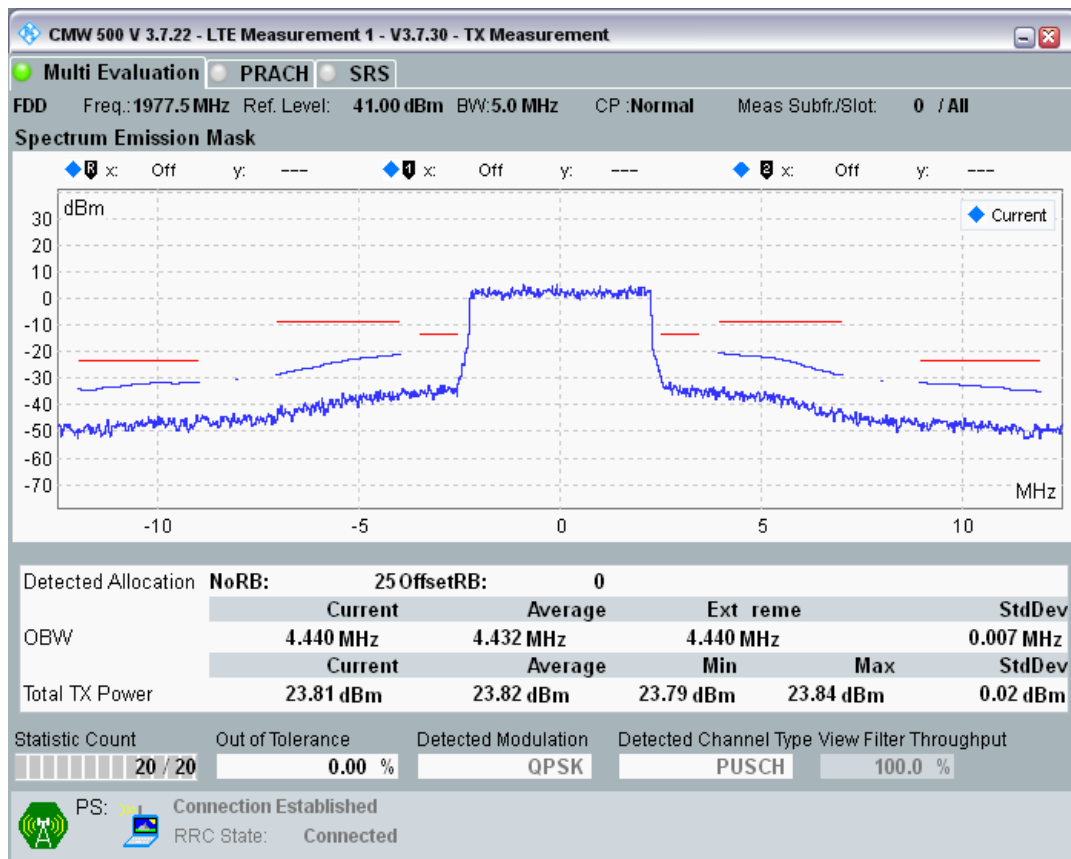 CMW 500 V 3.7.22 - LTE Measurement 1 - V3.7.30 - TX Measurement
Multi Evaluation PRACH SRS
FDD Freq.:1977.5 MHz Ref. Level: 41.00 dBm BW:5.0 MHz CP :Normal Meas Subfr./Slot: 0 / All
Spectrum Emission Mask
R x: Off y: --- 1 x: Off y: --- 2 x: Off y: ---
dBm
Current
30
20
10
0
-10
-20
-30
-40
-50
-60
-70
MHz
-10 -5 0 5 10
Detected Allocation NoRB: 25 OffsetRB: 0
Current Average Ext reme StdDev
OBW 4.440 MHz 4.432 MHz 4.440 MHz 0.007 MHz
Current Average Min Max StdDev
Total TX Power 23.81 dBm 23.82 dBm 23.79 dBm 23.84 dBm 0.02 dBm
Statistic Count Out of Tolerance Detected Modulation Detected Channel Type View Filter Throughput
20 / 20 0.00 % QPSK PUSCH 100.0 %
PS: Connection Established
RRC State: Connected